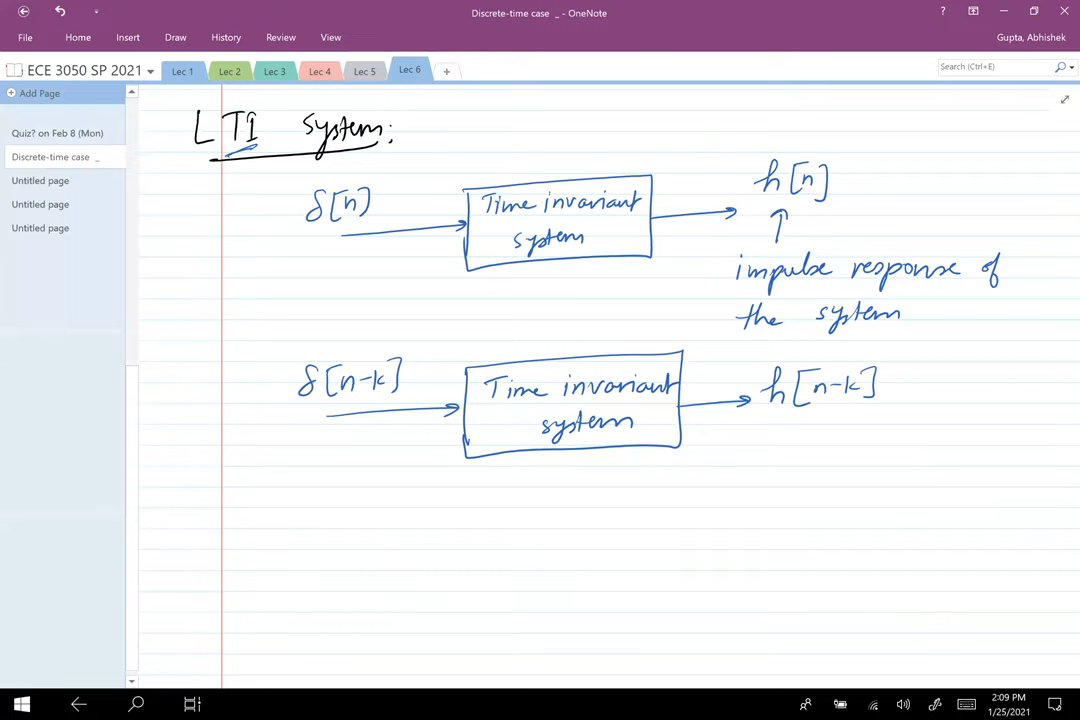 Discrete-time case _ - OneNote
Gupta, Abhishek
File Home Insert Draw History Review View
ECE 3050 SP 2021 Lec 1 Lec 2 Lec 3 Lec 4 Lec 5 Lec 6 +
Search (Ctrl+E)
Add Page
Quiz? on Feb 8 (Mon)
Discrete-time case _
Untitled page
Untitled page
Untitled page
LTI system:
δ[n]
Time invariant
system
h[n]
impulse response of
the system
δ[n-k]
Time invariant
system
h[n-k]
2:09 PM
1/25/2021